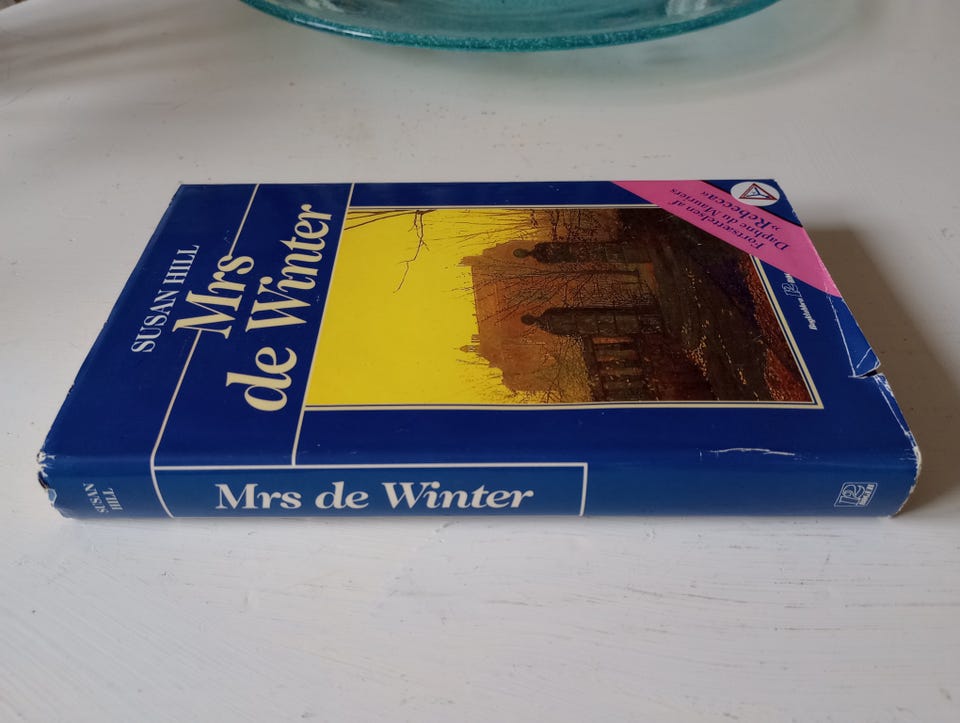 SUSAN HILL
Mrs
de Winter
Fortsættelsen af
Daphne du Mauriers
»Rebecca«
SUSAN
HILL
Mrs de Winter